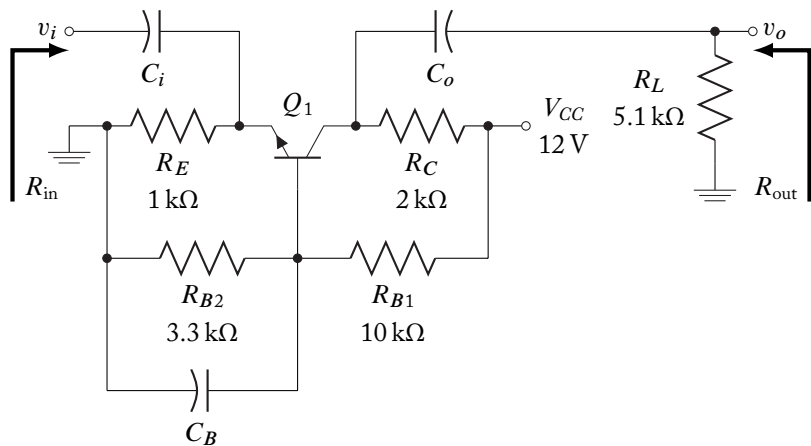 v_i
C_i
C_o
v_o
R_in
R_E
1 kΩ
Q_1
R_C
2 kΩ
V_CC
12 V
R_L
5.1 kΩ
R_out
R_B2
3.3 kΩ
R_B1
10 kΩ
C_B